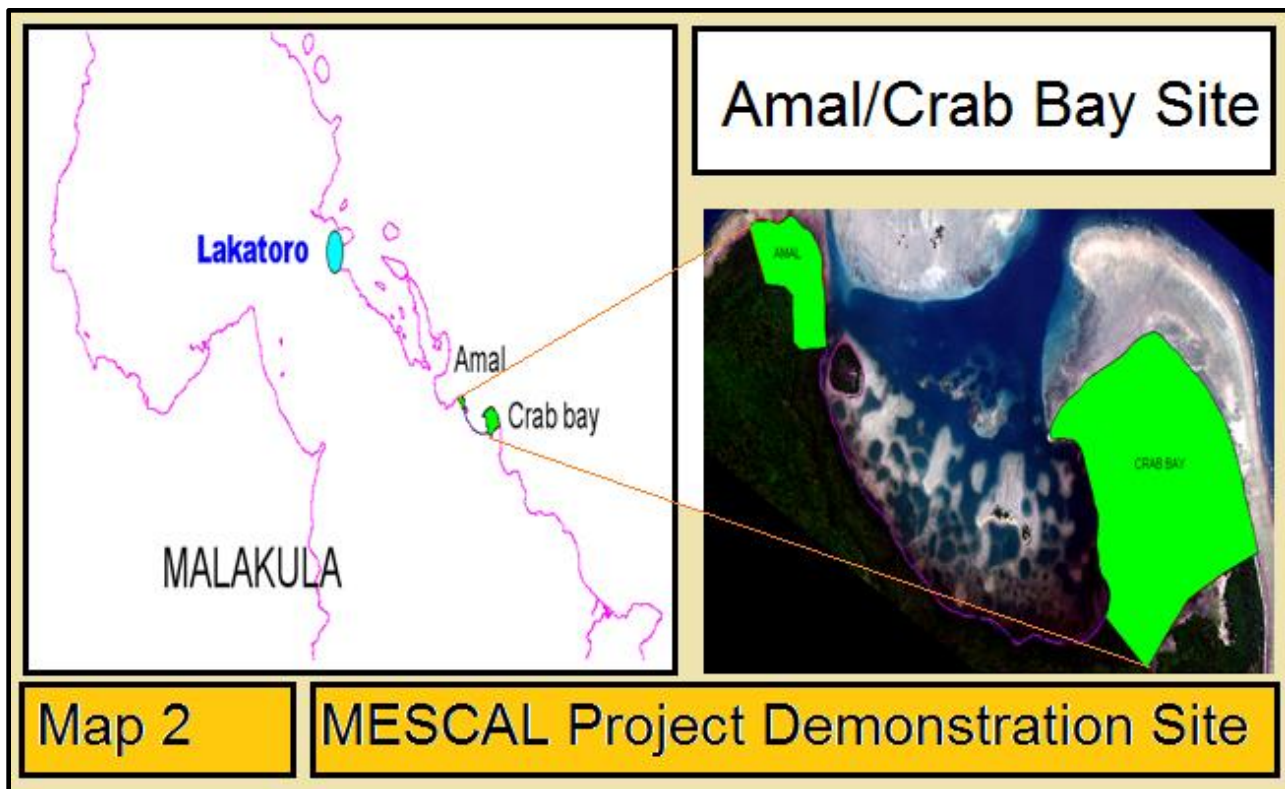 Amal/Crab Bay Site
Lakatoro
Amal
Crab bay
MALAKULA
AMAL
CRAB BAY
Map 2
MESCAL Project Demonstration Site